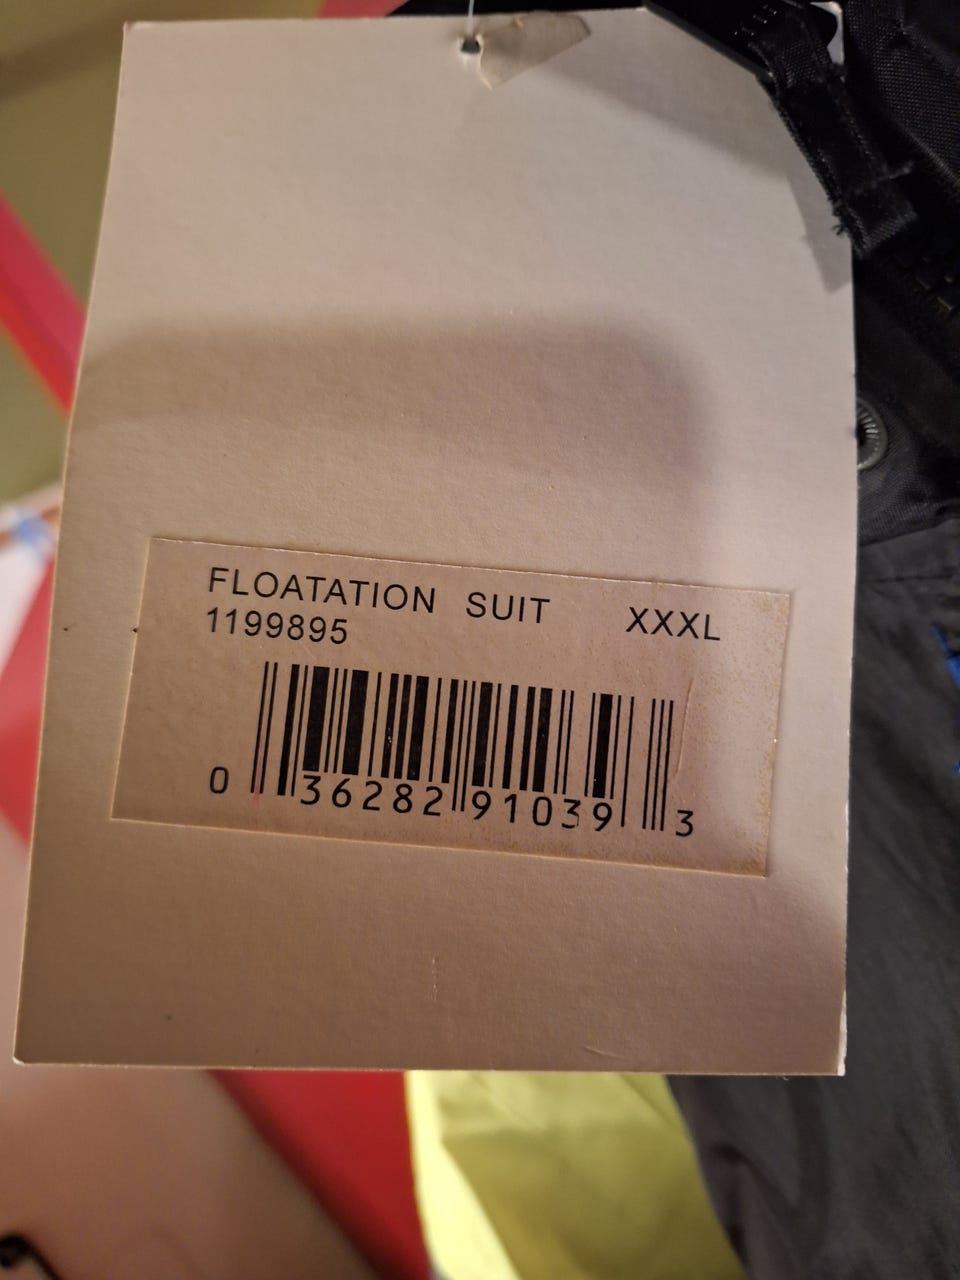 FLOATATION SUIT XXXL
1199895
0 36282 91039 3